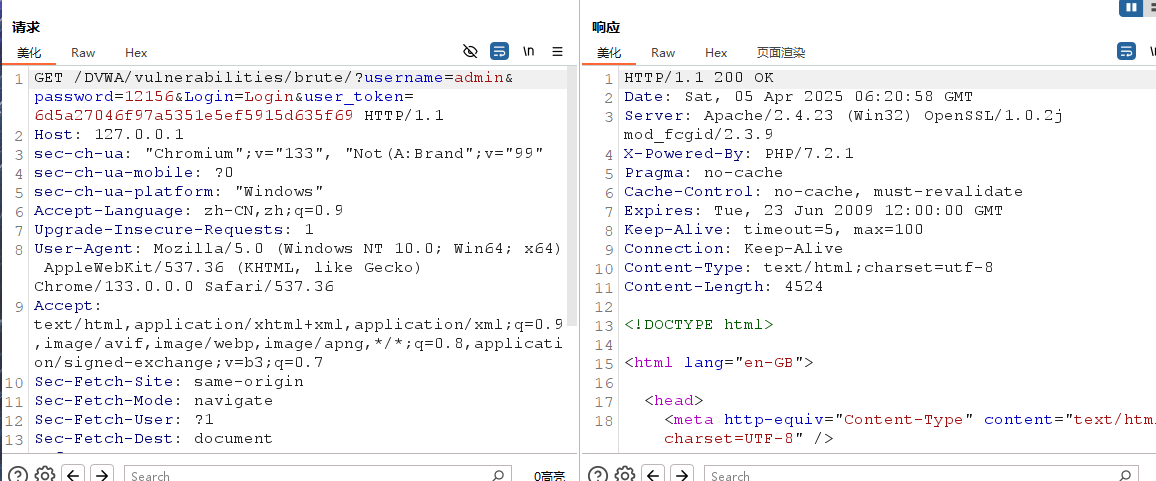 请求
美化 Raw Hex \n
1 GET /DVWA/vulnerabilities/brute/?username=admin&
password=12156&Login=Login&user_token=
6d5a27046f97a5351e5ef5915d635f69 HTTP/1.1
2 Host: 127.0.0.1
3 sec-ch-ua: "Chromium";v="133", "Not(A:Brand";v="99"
4 sec-ch-ua-mobile: ?0
5 sec-ch-ua-platform: "Windows"
6 Accept-Language: zh-CN,zh;q=0.9
7 Upgrade-Insecure-Requests: 1
8 User-Agent: Mozilla/5.0 (Windows NT 10.0; Win64; x64)
AppleWebKit/537.36 (KHTML, like Gecko)
Chrome/133.0.0.0 Safari/537.36
9 Accept:
text/html,application/xhtml+xml,application/xml;q=0.9
,image/avif,image/webp,image/apng,*/*;q=0.8,applicati
on/signed-exchange;v=b3;q=0.7
10 Sec-Fetch-Site: same-origin
11 Sec-Fetch-Mode: navigate
12 Sec-Fetch-User: ?1
13 Sec-Fetch-Dest: document
Search 0高亮
响应
美化 Raw Hex 页面渲染
1 HTTP/1.1 200 OK
2 Date: Sat, 05 Apr 2025 06:20:58 GMT
3 Server: Apache/2.4.23 (Win32) OpenSSL/1.0.2j
mod_fcgid/2.3.9
4 X-Powered-By: PHP/7.2.1
5 Pragma: no-cache
6 Cache-Control: no-cache, must-revalidate
7 Expires: Tue, 23 Jun 2009 12:00:00 GMT
8 Keep-Alive: timeout=5, max=100
9 Connection: Keep-Alive
10 Content-Type: text/html;charset=utf-8
11 Content-Length: 4524
12
13 <!DOCTYPE html>
14
15 <html lang="en-GB">
16
17 <head>
18 <meta http-equiv="Content-Type" content="text/html
charset=UTF-8" />
Search